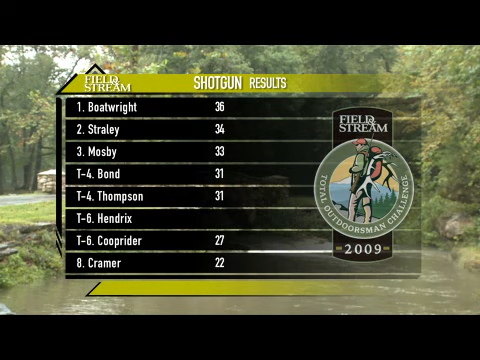 FIELD &
STREAM
SHOTGUN RESULTS
1. Boatwright 36
2. Straley 34
3. Mosby 33
T-4. Bond 31
T-4. Thompson 31
T-6. Hendrix
T-6. Cooprider 27
8. Cramer 22
FIELD &
STREAM
TOTAL OUTDOORSMAN CHALLENGE
2009